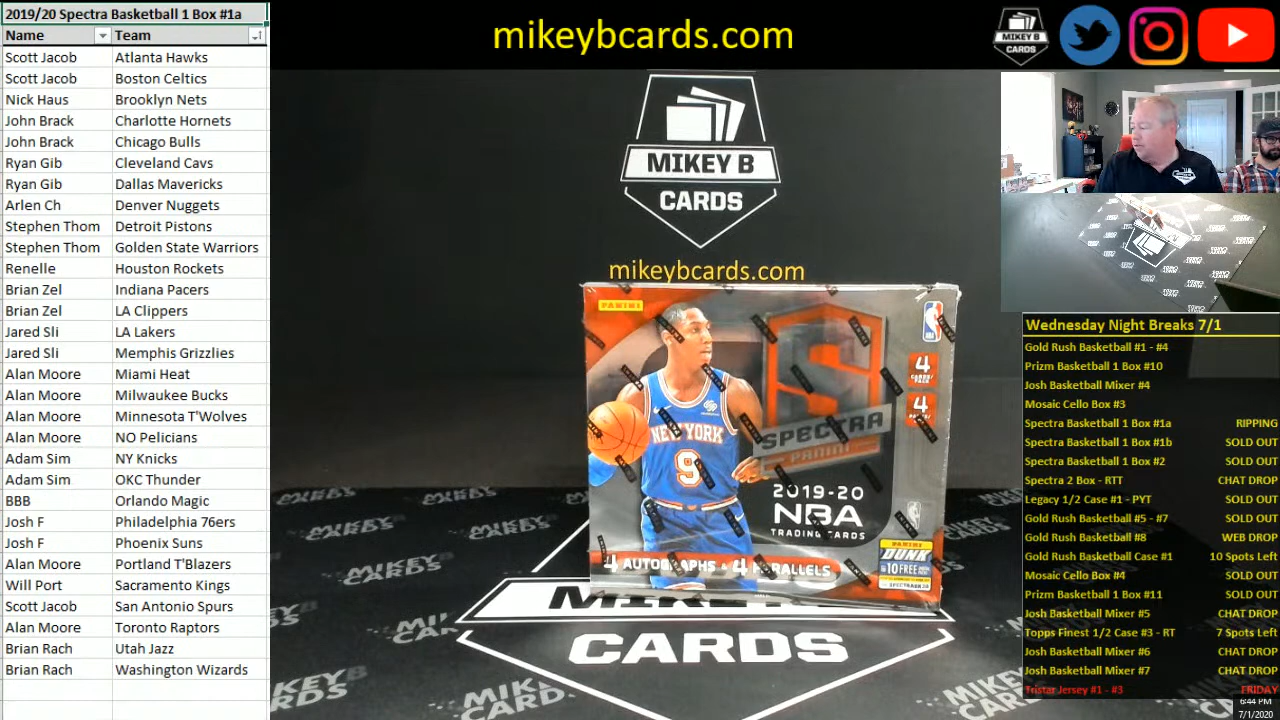 2019/20 Spectra Basketball 1 Box #1a
Name Team
Scott Jacob Atlanta Hawks
Scott Jacob Boston Celtics
Nick Haus Brooklyn Nets
John Brack Charlotte Hornets
John Brack Chicago Bulls
Ryan Gib Cleveland Cavs
Ryan Gib Dallas Mavericks
Arlen Ch Denver Nuggets
Stephen Thom Detroit Pistons
Stephen Thom Golden State Warriors
Renelle Houston Rockets
Brian Zel Indiana Pacers
Brian Zel LA Clippers
Jared Sli LA Lakers
Jared Sli Memphis Grizzlies
Alan Moore Miami Heat
Alan Moore Milwaukee Bucks
Alan Moore Minnesota T'Wolves
Alan Moore NO Pelicians
Adam Sim NY Knicks
Adam Sim OKC Thunder
BBB Orlando Magic
Josh F Philadelphia 76ers
Josh F Phoenix Suns
Alan Moore Portland T'Blazers
Will Port Sacramento Kings
Scott Jacob San Antonio Spurs
Alan Moore Toronto Raptors
Brian Rach Utah Jazz
Brian Rach Washington Wizards
mikeybcards.com
MIKEY B
CARDS
mikeybcards.com
PANINI
4
4
NEW YORK
9
SPECTRA
PANINI
2019-20
NBA
TRADING CARDS
4 AUTOGRAPHS & 4 PARALLELS
PANINI
DUNK
10 FREE
MIKEY B
CARDS
MIKEY B
CARDS
Wednesday Night Breaks 7/1
Gold Rush Basketball #1 - #4
Prizm Basketball 1 Box #10
Josh Basketball Mixer #4
Mosaic Cello Box #3
Spectra Basketball 1 Box #1a RIPPING
Spectra Basketball 1 Box #1b SOLD OUT
Spectra Basketball 1 Box #2 SOLD OUT
Spectra 2 Box - RTT CHAT DROP
Legacy 1/2 Case #1 - PYT SOLD OUT
Gold Rush Basketball #5 - #7 SOLD OUT
Gold Rush Basketball #8 WEB DROP
Gold Rush Basketball Case #1 10 Spots Left
Mosaic Cello Box #4 SOLD OUT
Prizm Basketball 1 Box #11 SOLD OUT
Josh Basketball Mixer #5 CHAT DROP
Topps Finest 1/2 Case #3 - RT 7 Spots Left
Josh Basketball Mixer #6 CHAT DROP
Josh Basketball Mixer #7 CHAT DROP
Tristar Jersey #1 - #3 FRIDAY
6:44 PM
7/1/2020